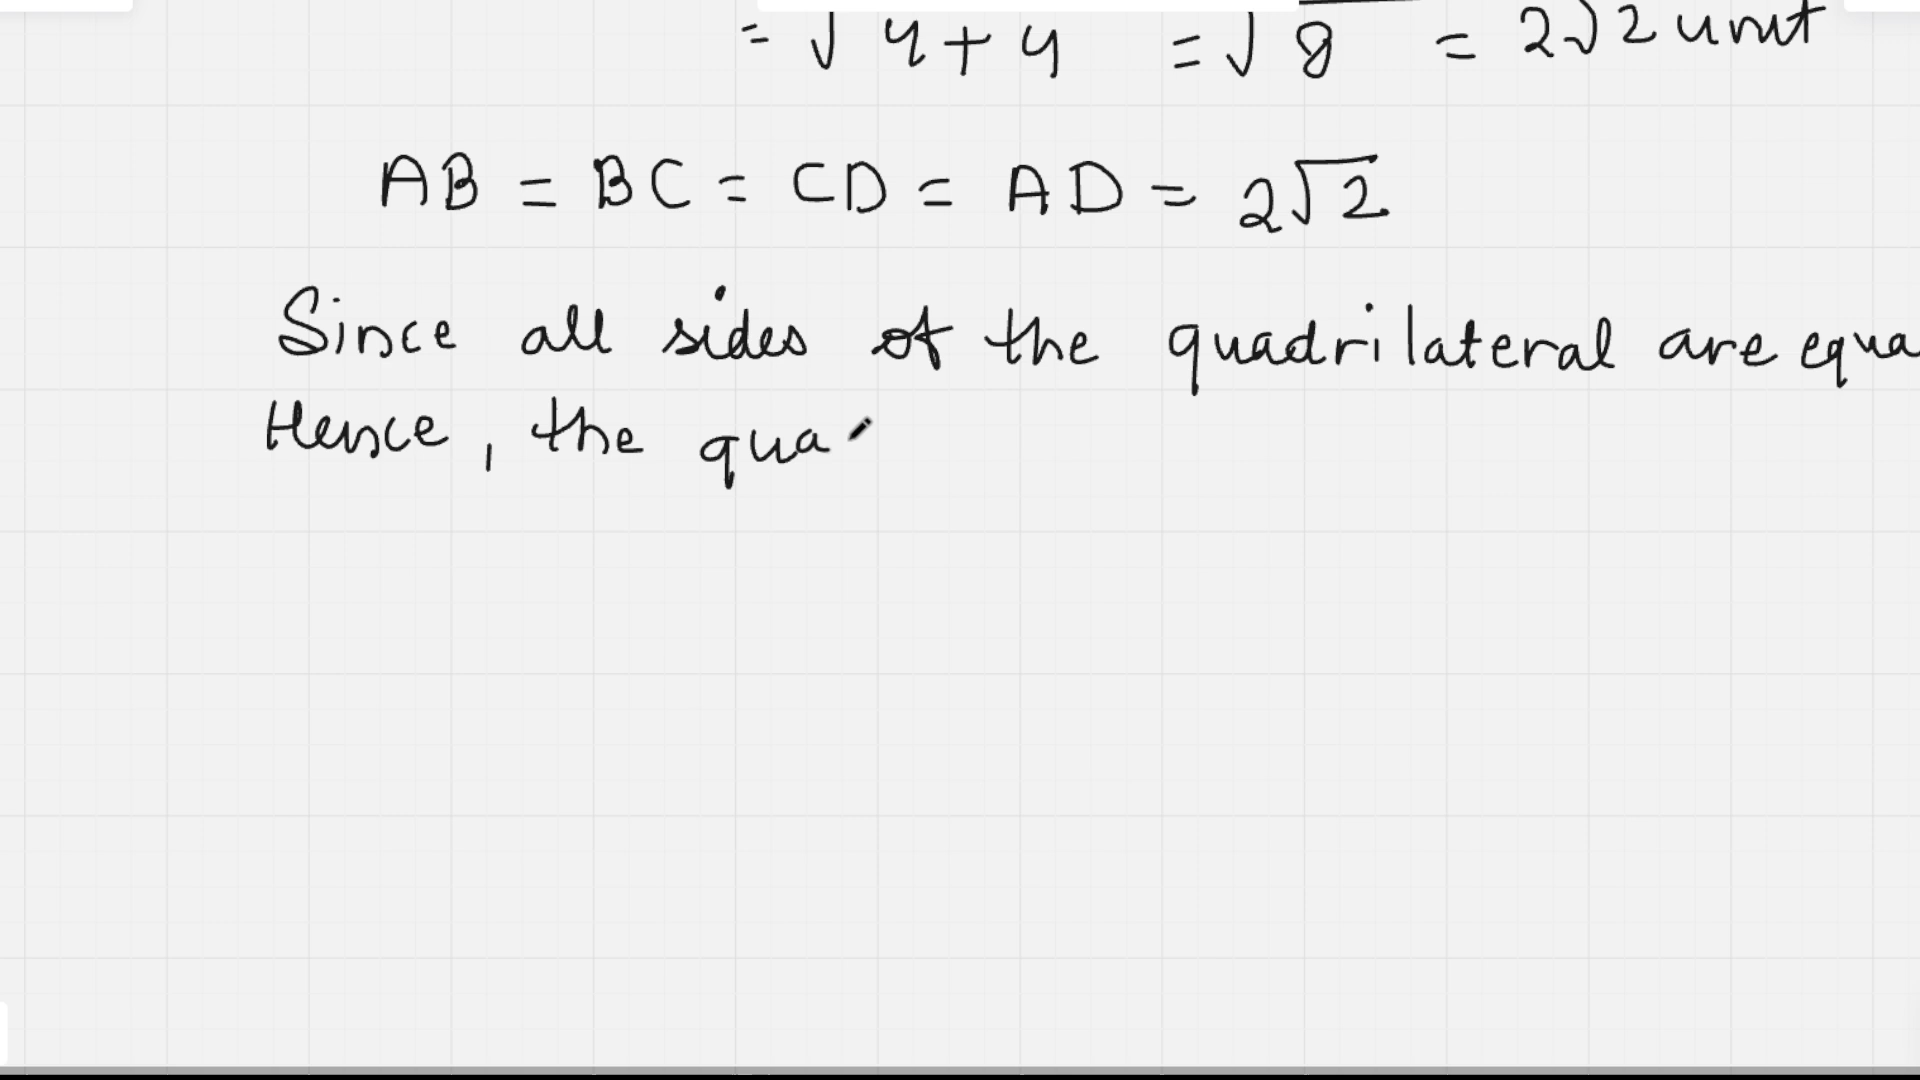 = √4+4 = √8 = 2√2 unit
AB = BC = CD = AD = 2√2
Since all sides of the quadrilateral are equa
Hence, the qua